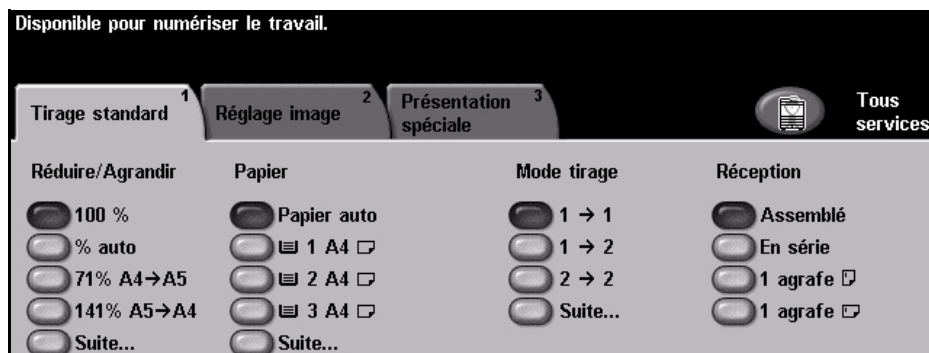 Disponible pour numériser le travail.
Tirage standard 1
Réglage image 2
Présentation 3
spéciale
Tous
services
Réduire/Agrandir
100 %
% auto
71% A4→A5
141% A5→A4
Suite...
Papier
Papier auto
1 A4
2 A4
3 A4
Suite...
Mode tirage
1 → 1
1 → 2
2 → 2
Suite...
Réception
Assemblé
En série
1 agrafe
1 agrafe